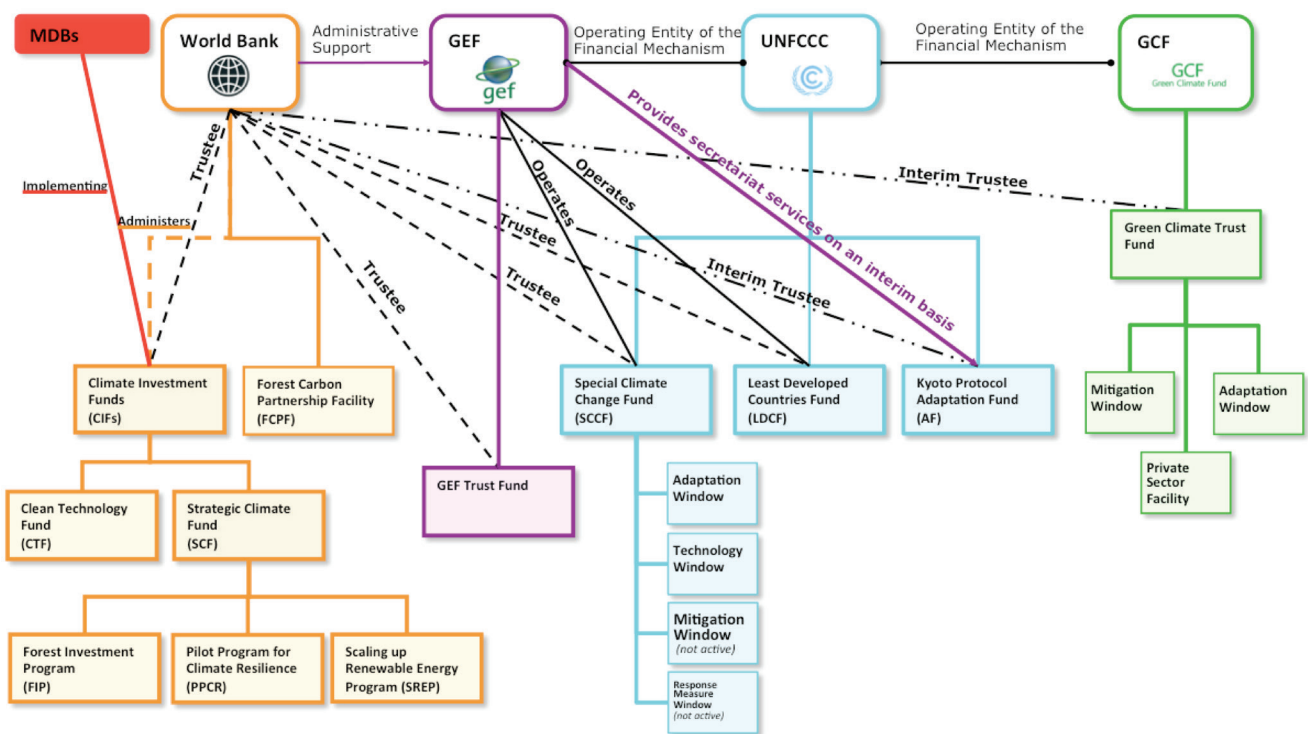 MDBs
World Bank
Administrative
Support
GEF
gef
Operating Entity of the
Financial Mechanism
UNFCCC
Operating Entity of the
Financial Mechanism
GCF
GCF
Green Climate Fund
Implementing
Administers
Trustee
Trustee
Operates
Operates
Trustee
Trustee
Interim Trustee
Provides secretariat services on an interim basis
Interim Trustee
Green Climate Trust
Fund
Climate Investment
Funds
(CIFs)
Forest Carbon
Partnership Facility
(FCPF)
Special Climate
Change Fund
(SCCF)
Least Developed
Countries Fund
(LDCF)
Kyoto Protocol
Adaptation Fund
(AF)
Mitigation
Window
Adaptation
Window
Private
Sector
Facility
GEF Trust Fund
Clean Technology
Fund
(CTF)
Strategic Climate
Fund
(SCF)
Adaptation
Window
Technology
Window
Mitigation
Window
(not active)
Response
Measure
Window
(not active)
Forest Investment
Program
(FIP)
Pilot Program for
Climate Resilience
(PPCR)
Scaling up
Renewable Energy
Program (SREP)